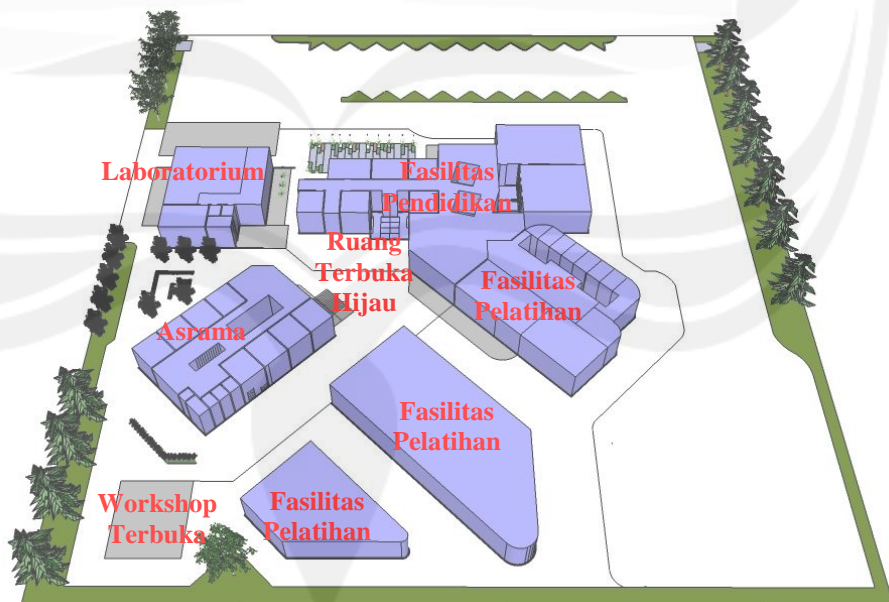 Laboratorium
Fasilitas
Pendidikan
Ruang
Terbuka
Hijau
Fasilitas
Pelatihan
Asrama
Fasilitas
Pelatihan
Workshop
Terbuka
Fasilitas
Pelatihan